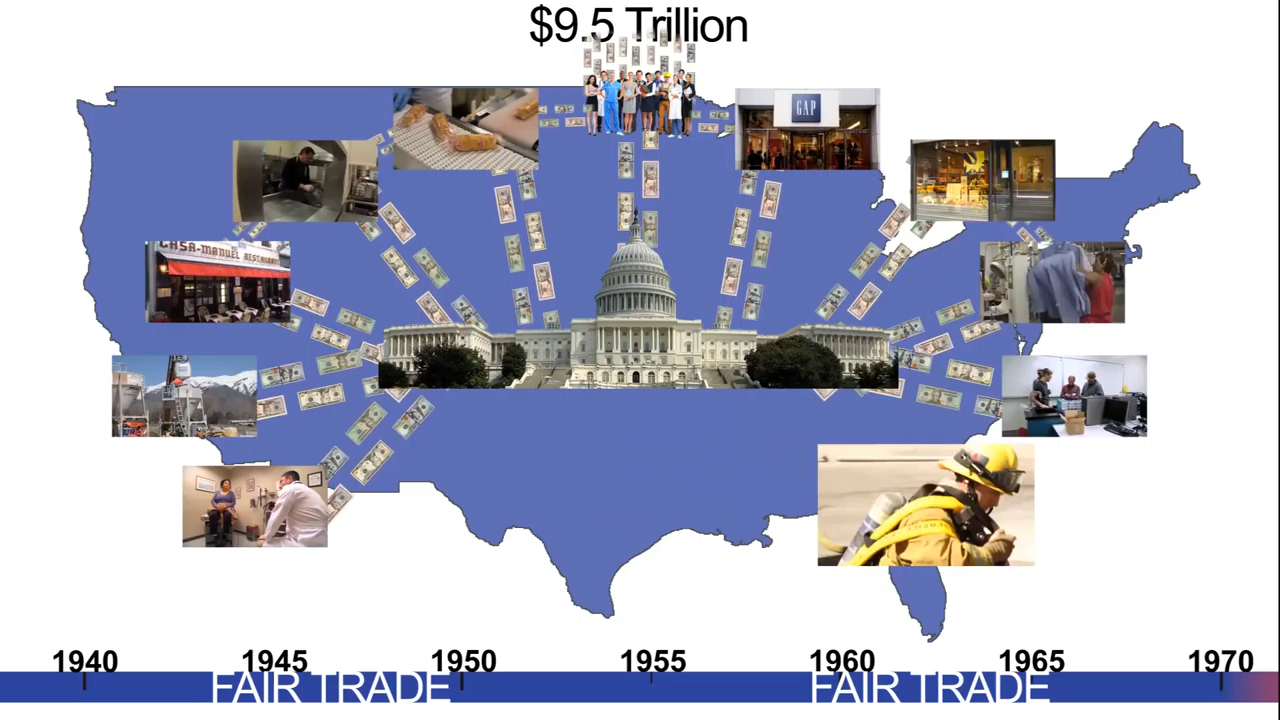 $9.5 Trillion
GAP
CASA-MANUEL RESTAURANT
1940 1945 1950 1955 1960 1965 1970
FAIR TRADE FAIR TRADE